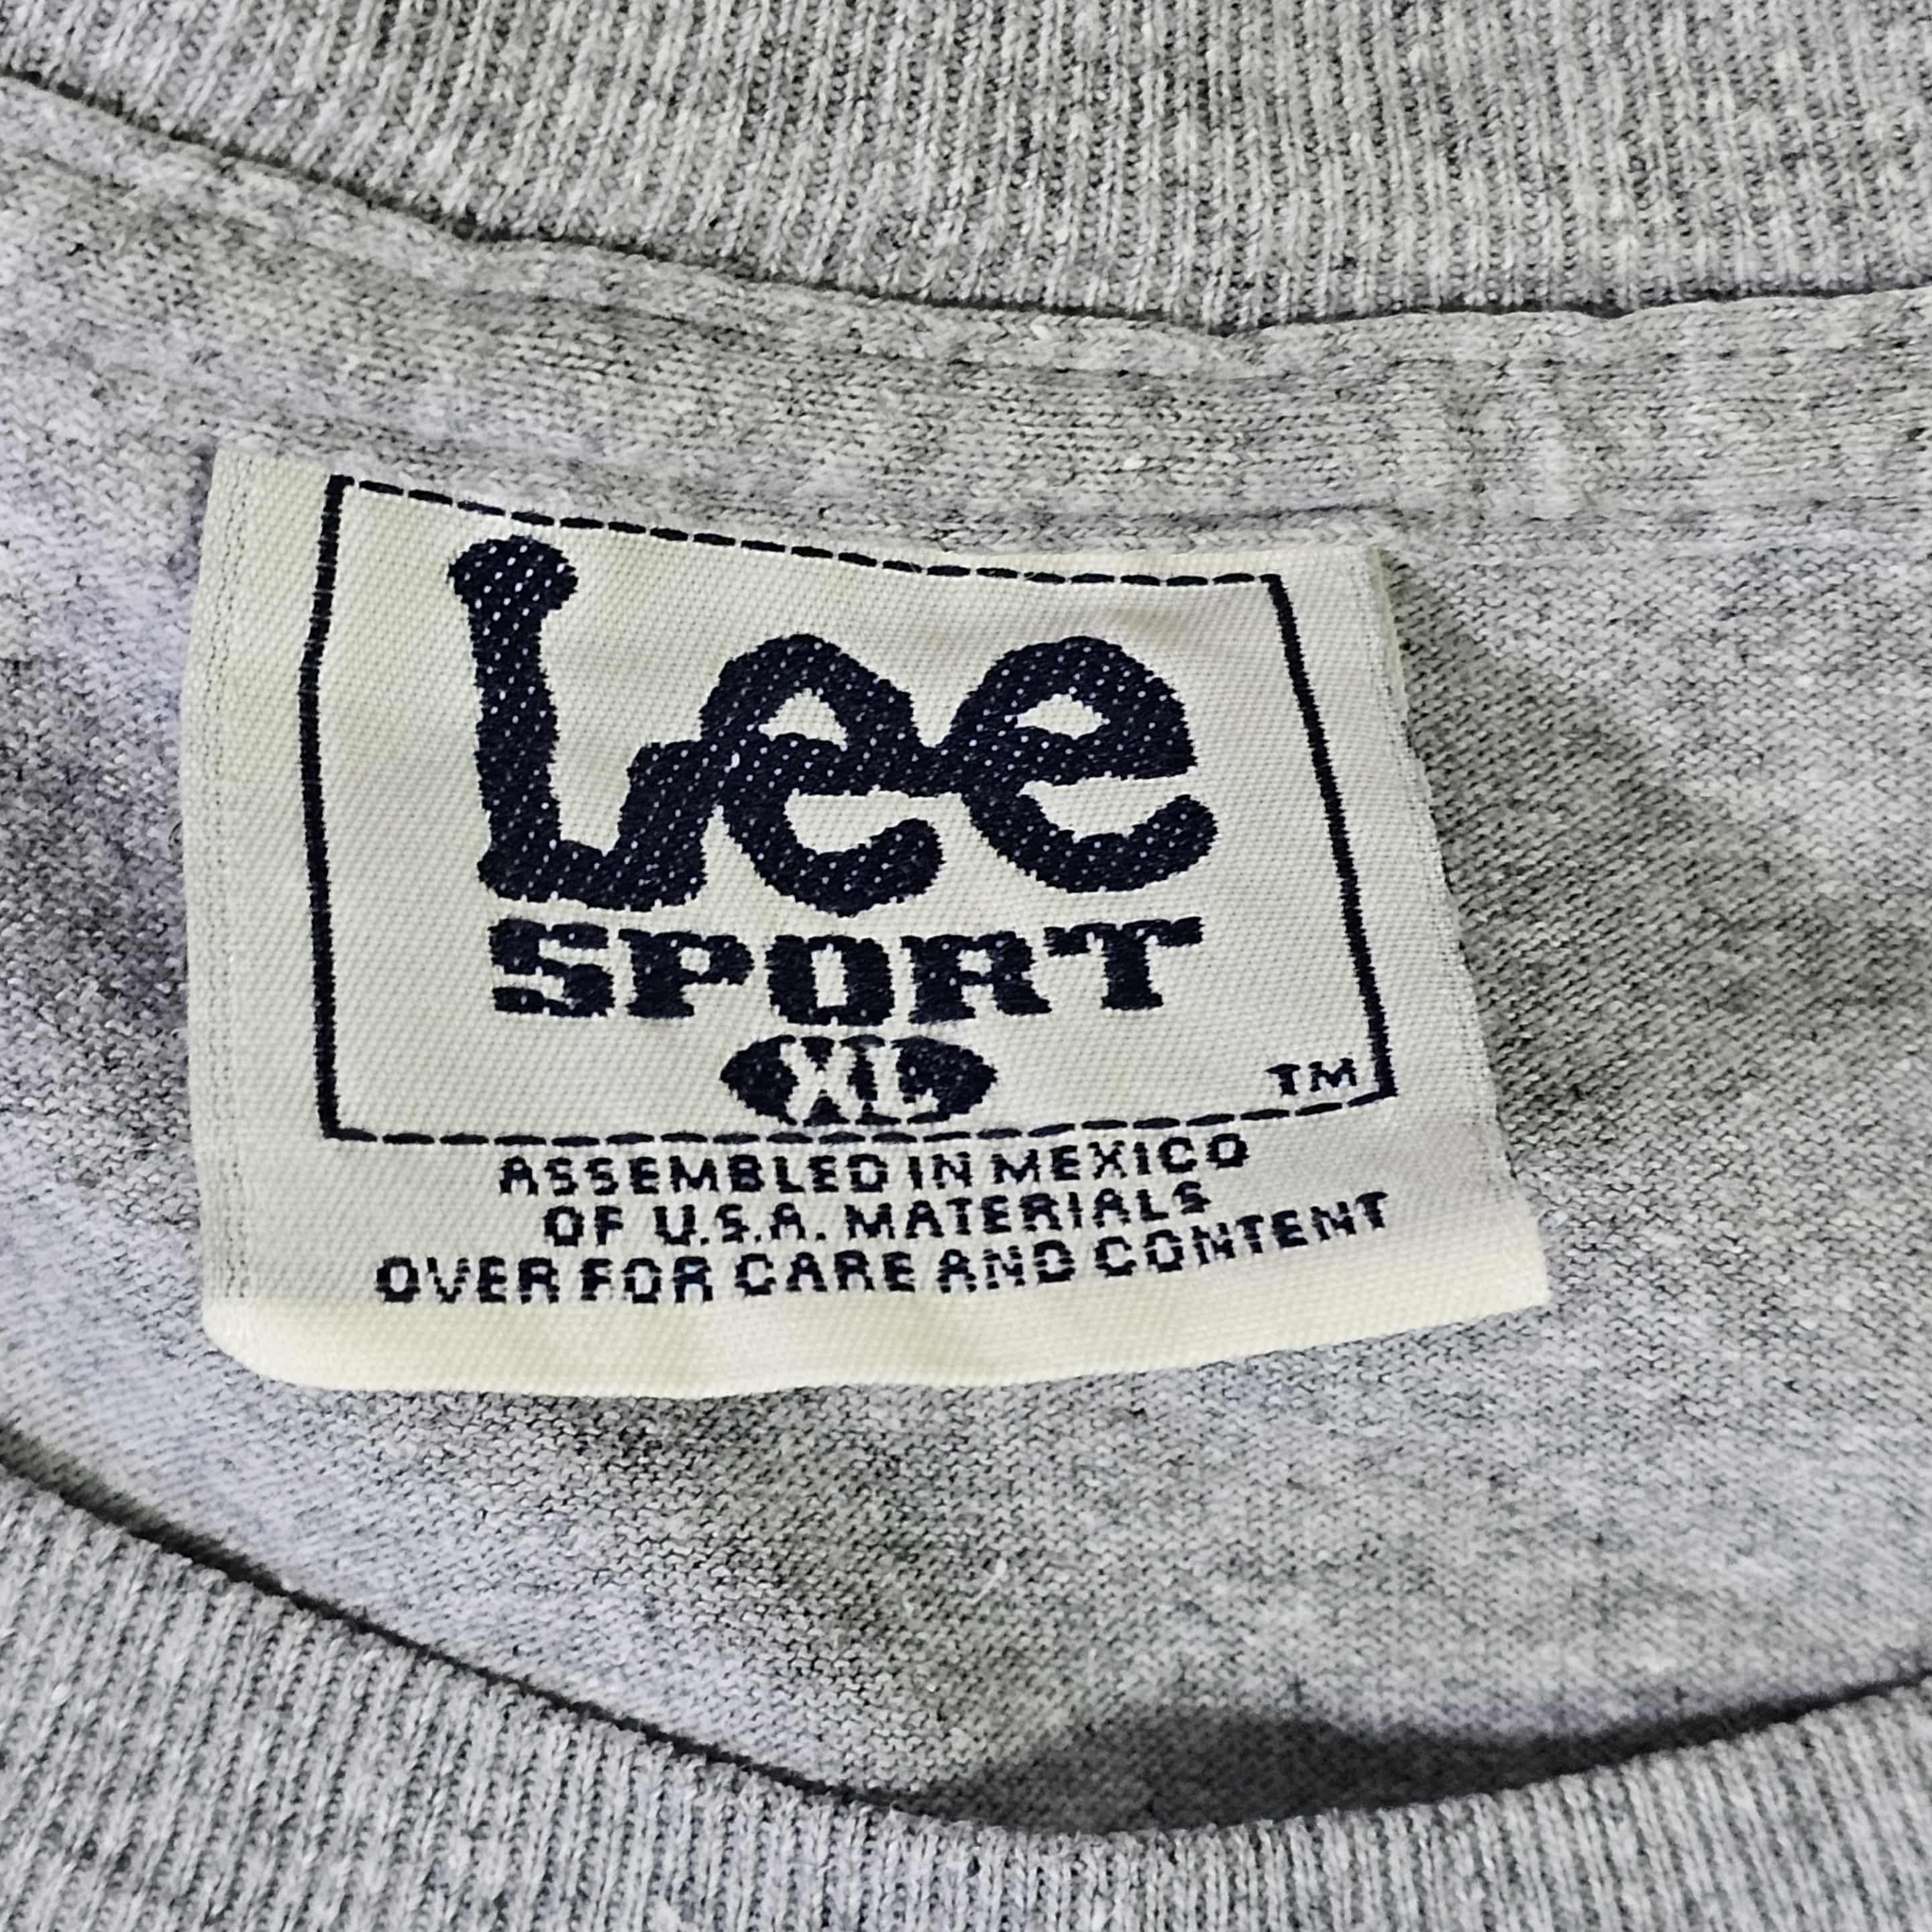 Lee
SPORT
XL
TM
ASSEMBLED IN MEXICO
OF U.S.A. MATERIALS
OVER FOR CARE AND CONTENT